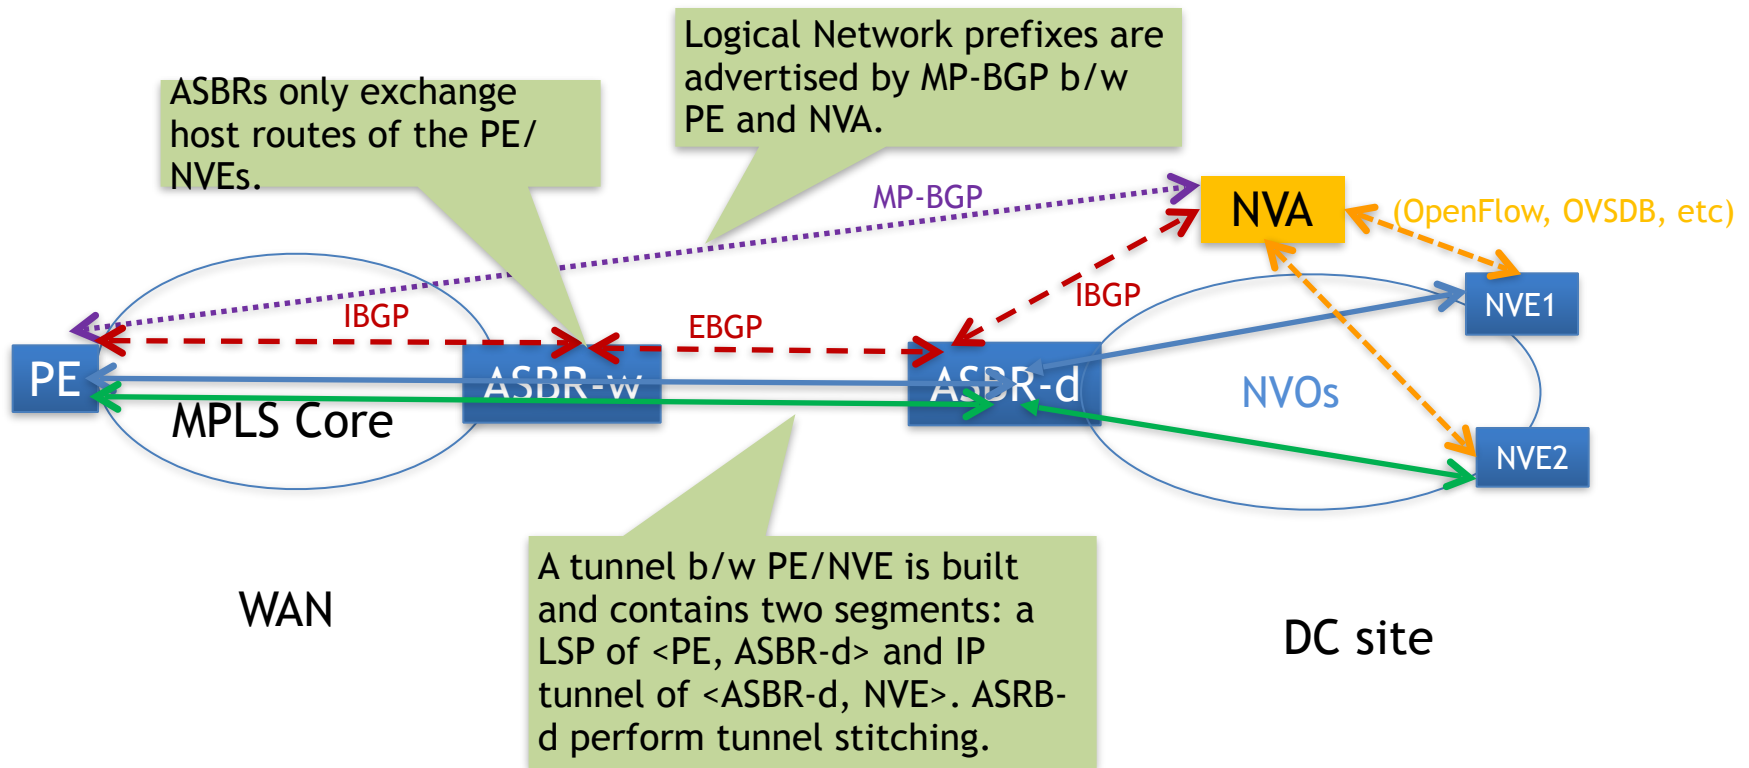 Logical Network prefixes are
advertised by MP-BGP b/w
PE and NVA.
ASBRs only exchange
host routes of the PE/
NVEs.
MP-BGP
NVA
(OpenFlow, OVSDB, etc)
IBGP
NVE1
IBGP
EBGP
PE
ASBR-w
ASBR-d
NVOs
MPLS Core
NVE2
A tunnel b/w PE/NVE is built
and contains two segments: a
LSP of <PE, ASBR-d> and IP
tunnel of <ASBR-d, NVE>. ASRB-
d perform tunnel stitching.
WAN
DC site